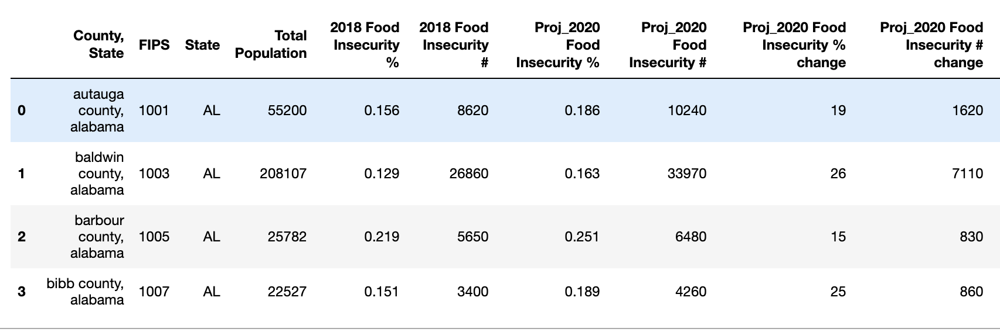 County, State FIPS State Total Population 2018 Food Insecurity % 2018 Food Insecurity # Proj_2020 Food Insecurity % Proj_2020 Food Insecurity # Proj_2020 Food Insecurity % change Proj_2020 Food Insecurity # change
0 autauga county, alabama 1001 AL 55200 0.156 8620 0.186 10240 19 1620
1 baldwin county, alabama 1003 AL 208107 0.129 26860 0.163 33970 26 7110
2 barbour county, alabama 1005 AL 25782 0.219 5650 0.251 6480 15 830
3 bibb county, alabama 1007 AL 22527 0.151 3400 0.189 4260 25 860